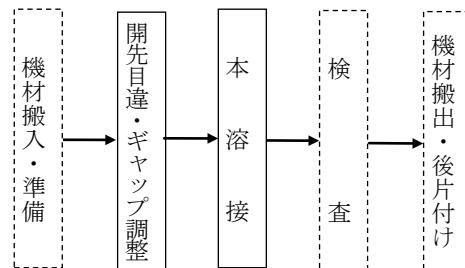 機材搬入・準備
開先目違・ギャップ調整
本溶接
検査
機材搬出・後片付け